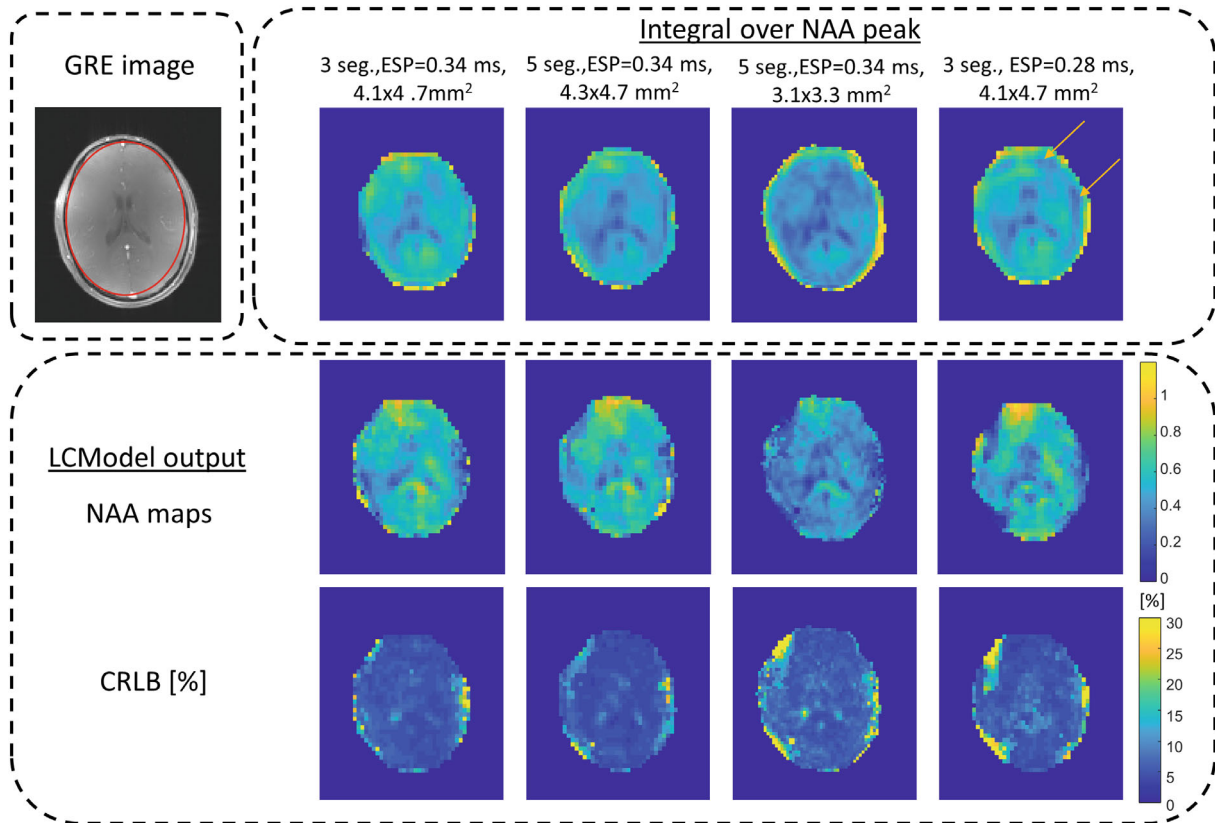 GRE image
Integral over NAA peak
3 seg.,ESP=0.34 ms,
4.1x4 .7mm²
5 seg.,ESP=0.34 ms,
4.3x4.7 mm²
5 seg.,ESP=0.34 ms,
3.1x3.3 mm²
3 seg., ESP=0.28 ms,
4.1x4.7 mm²
LCModel output
NAA maps
1
0.8
0.6
0.4
0.2
0
CRLB [%]
[%]
30
25
20
15
10
5
0